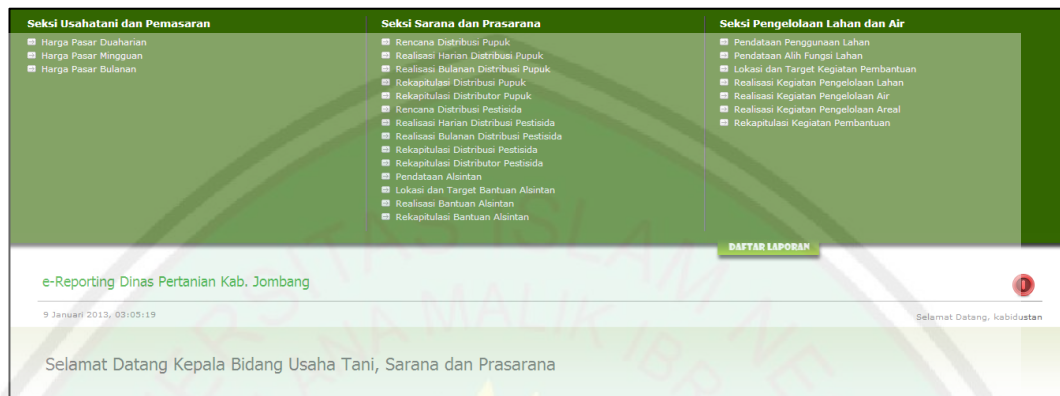 Seksi Usahatani dan Pemasaran
Harga Pasar Duaharian
Harga Pasar Mingguan
Harga Pasar Bulanan
Seksi Sarana dan Prasarana
Rencana Distribusi Pupuk
Realisasi Harian Distribusi Pupuk
Realisasi Bulanan Distribusi Pupuk
Rekapitulasi Distribusi Pupuk
Rekapitulasi Distributor Pupuk
Rencana Distribusi Pestisida
Realisasi Harian Distribusi Pestisida
Realisasi Bulanan Distribusi Pestisida
Rekapitulasi Distribusi Pestisida
Rekapitulasi Distributor Pestisida
Pendataan Alsintan
Lokasi dan Target Bantuan Alsintan
Realisasi Bantuan Alsintan
Rekapitulasi Bantuan Alsintan
Seksi Pengelolaan Lahan dan Air
Pendataan Penggunaan Lahan
Pendataan Alih Fungsi Lahan
Lokasi dan Target Kegiatan Pembantuan
Realisasi Kegiatan Pengelolaan Lahan
Realisasi Kegiatan Pengelolaan Air
Realisasi Kegiatan Pengelolaan Areal
Rekapitulasi Kegiatan Pembantuan
DAFTAR LAPORAN
e-Reporting Dinas Pertanian Kab. Jombang
9 Januari 2013, 03:05:19
Selamat Datang, kabidustan
Selamat Datang Kepala Bidang Usaha Tani, Sarana dan Prasarana